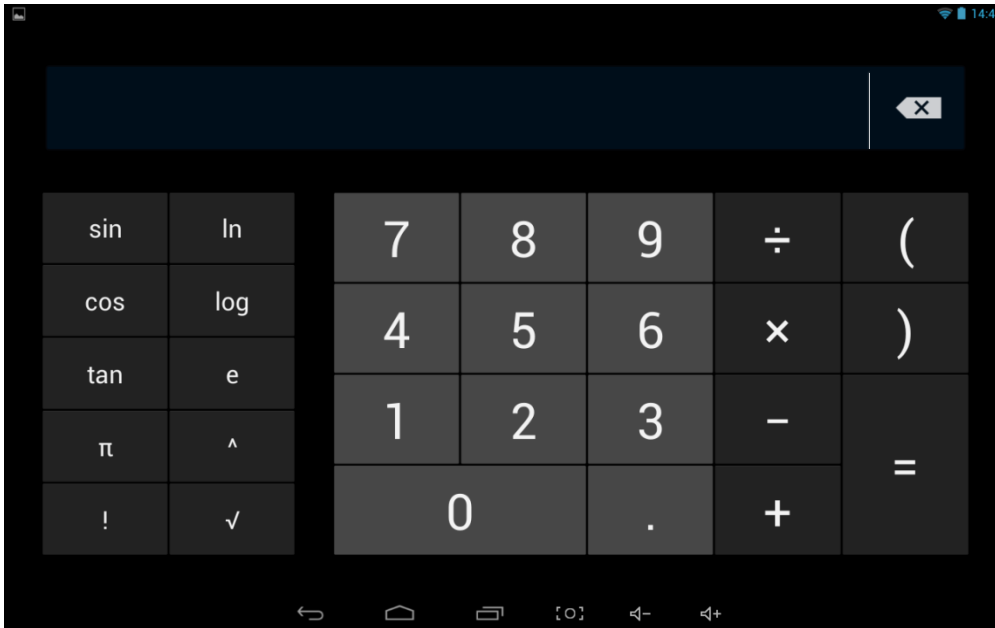 14:4
sin ln 7 8 9 ÷ (
cos log 4 5 6 × )
tan e 1 2 3 −
π ^ =
! √ 0 . +